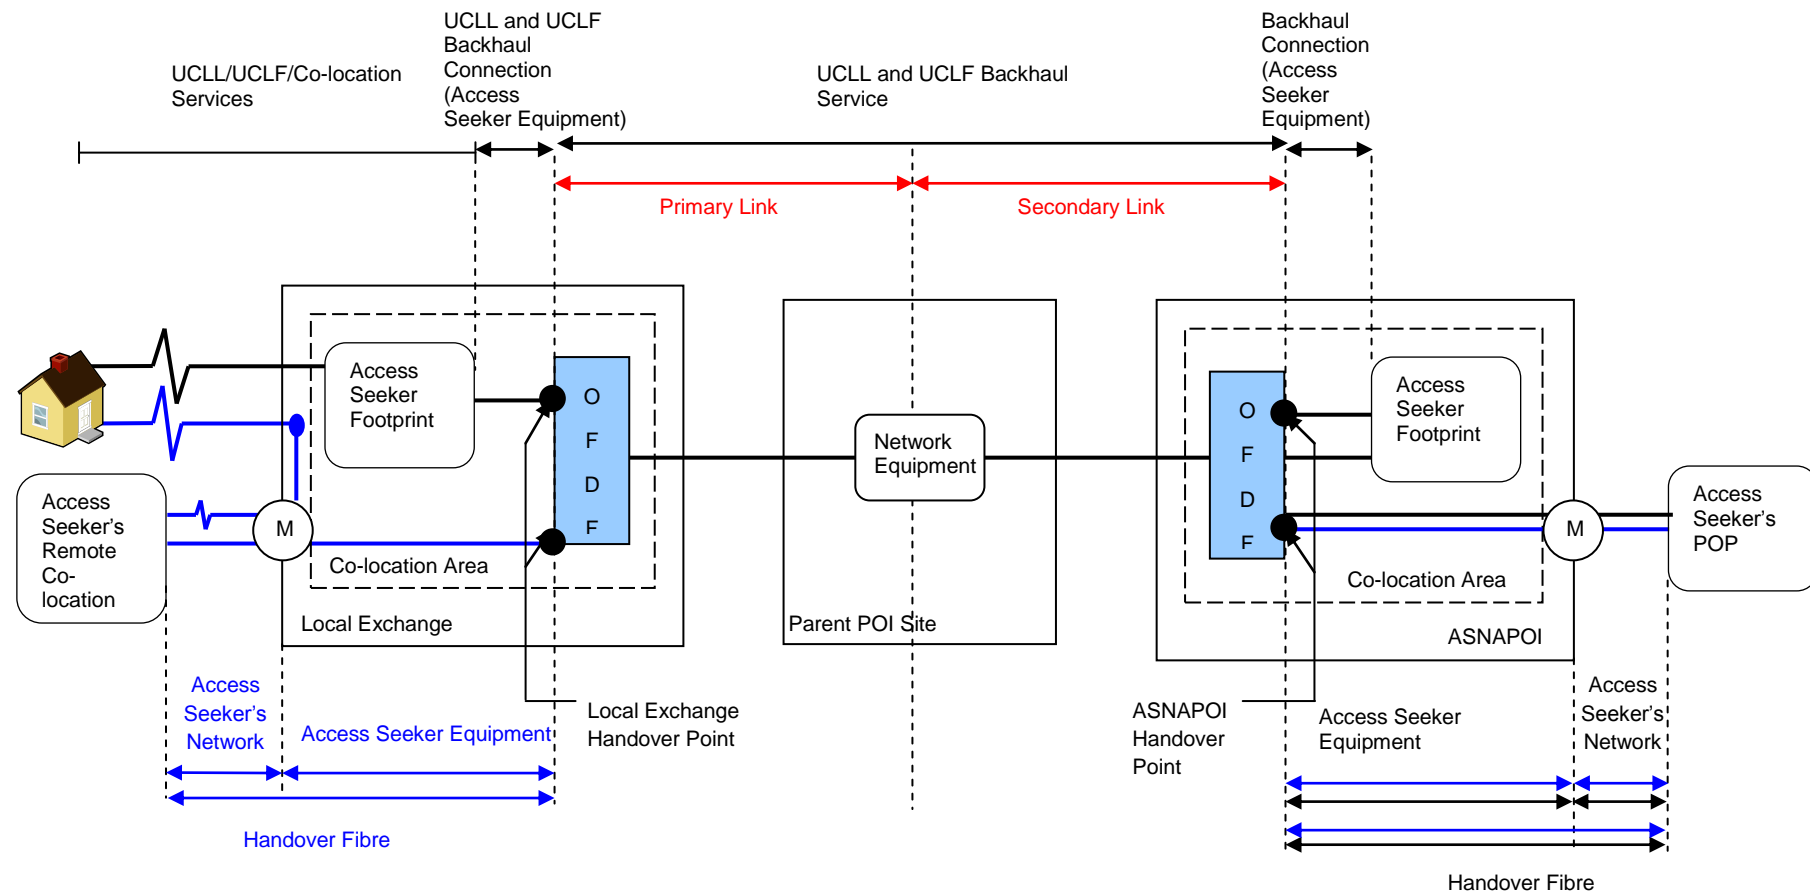 UCLL/UCLF/Co-location
Services
UCLL and UCLF
Backhaul
Connection
(Access
Seeker Equipment)
UCLL and UCLF Backhaul
Service
Backhaul
Connection
(Access
Seeker
Equipment)
Primary Link
Secondary Link
Access
Seeker
Footprint
O
F
D
F
Network
Equipment
O
F
D
F
Access
Seeker
Footprint
Access
Seeker's
Remote
Co-
location
M
Co-location Area
Local Exchange
Parent POI Site
Co-location Area
ASNAPOI
M
Access
Seeker's
POP
Access
Seeker's
Network
Access Seeker Equipment
Local Exchange
Handover Point
ASNAPOI
Handover
Point
Access Seeker
Equipment
Access
Seeker's
Network
Handover Fibre
Handover Fibre